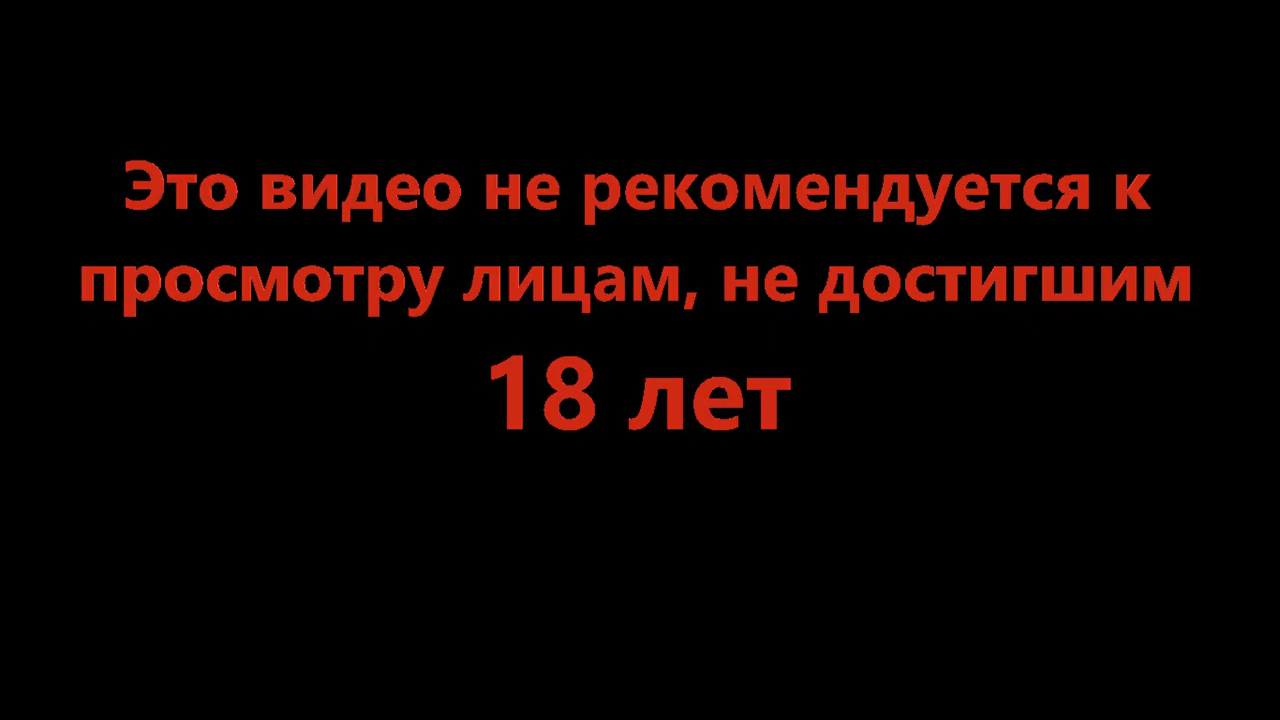 Это видео не рекомендуется к
просмотру лицам, не достигшим
18 лет